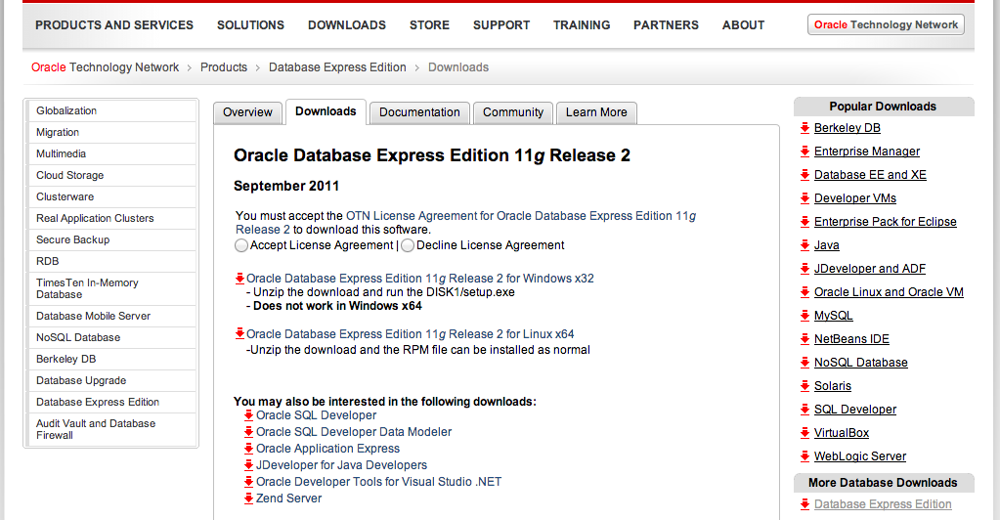 PRODUCTS AND SERVICES SOLUTIONS DOWNLOADS STORE SUPPORT TRAINING PARTNERS ABOUT Oracle Technology Network
Oracle Technology Network > Products > Database Express Edition > Downloads
Globalization
Migration
Multimedia
Cloud Storage
Clusterware
Real Application Clusters
Secure Backup
RDB
TimesTen In-Memory
Database
Database Mobile Server
NoSQL Database
Berkeley DB
Database Upgrade
Database Express Edition
Audit Vault and Database
Firewall
Overview Downloads Documentation Community Learn More
Oracle Database Express Edition 11g Release 2
September 2011
You must accept the OTN License Agreement for Oracle Database Express Edition 11g
Release 2 to download this software.
Accept License Agreement | Decline License Agreement
Oracle Database Express Edition 11g Release 2 for Windows x32
- Unzip the download and run the DISK1/setup.exe
- Does not work in Windows x64
Oracle Database Express Edition 11g Release 2 for Linux x64
-Unzip the download and the RPM file can be installed as normal
You may also be interested in the following downloads:
Oracle SQL Developer
Oracle SQL Developer Data Modeler
Oracle Application Express
JDeveloper for Java Developers
Oracle Developer Tools for Visual Studio .NET
Zend Server
Popular Downloads
Berkeley DB
Enterprise Manager
Database EE and XE
Developer VMs
Enterprise Pack for Eclipse
Java
JDeveloper and ADF
Oracle Linux and Oracle VM
MySQL
NetBeans IDE
NoSQL Database
Solaris
SQL Developer
VirtualBox
WebLogic Server
More Database Downloads
Database Express Edition